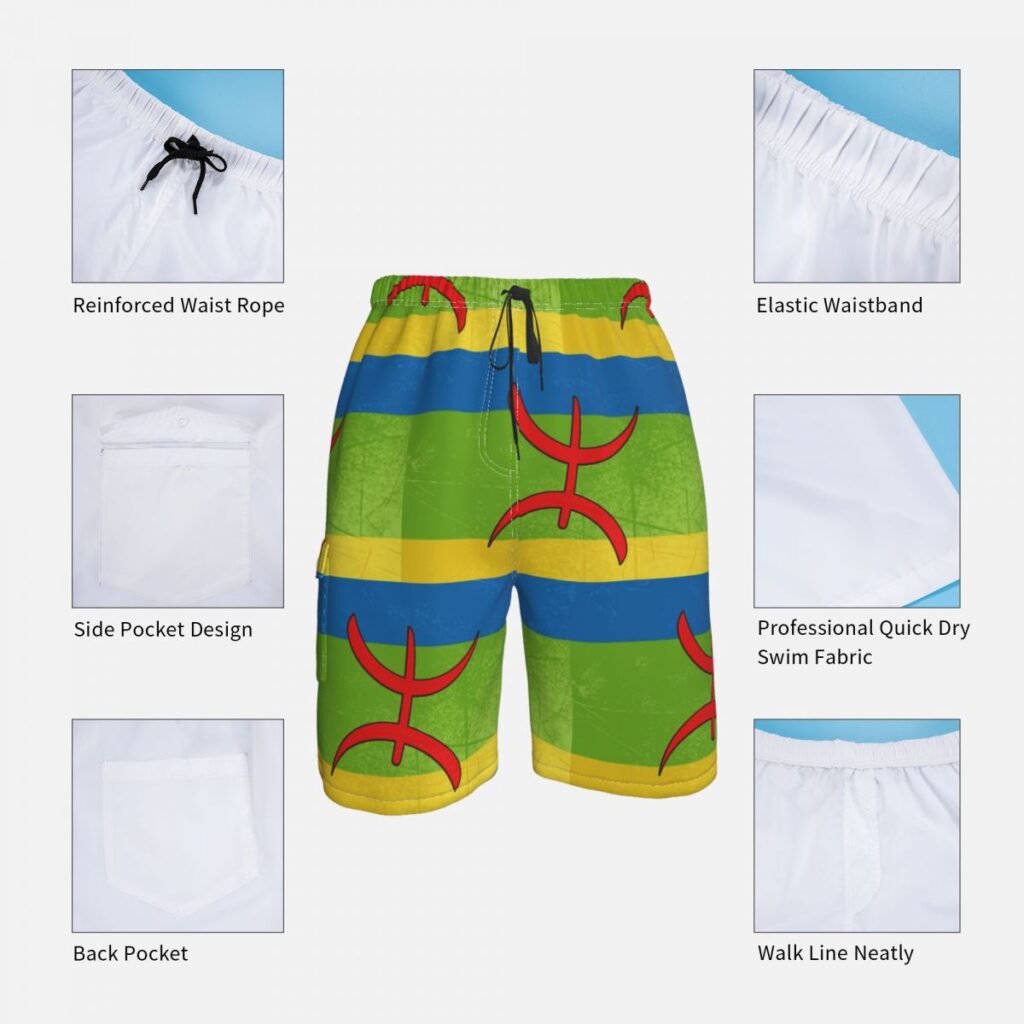 Reinforced Waist Rope
Elastic Waistband
Side Pocket Design
Professional Quick Dry
Swim Fabric
Back Pocket
Walk Line Neatly